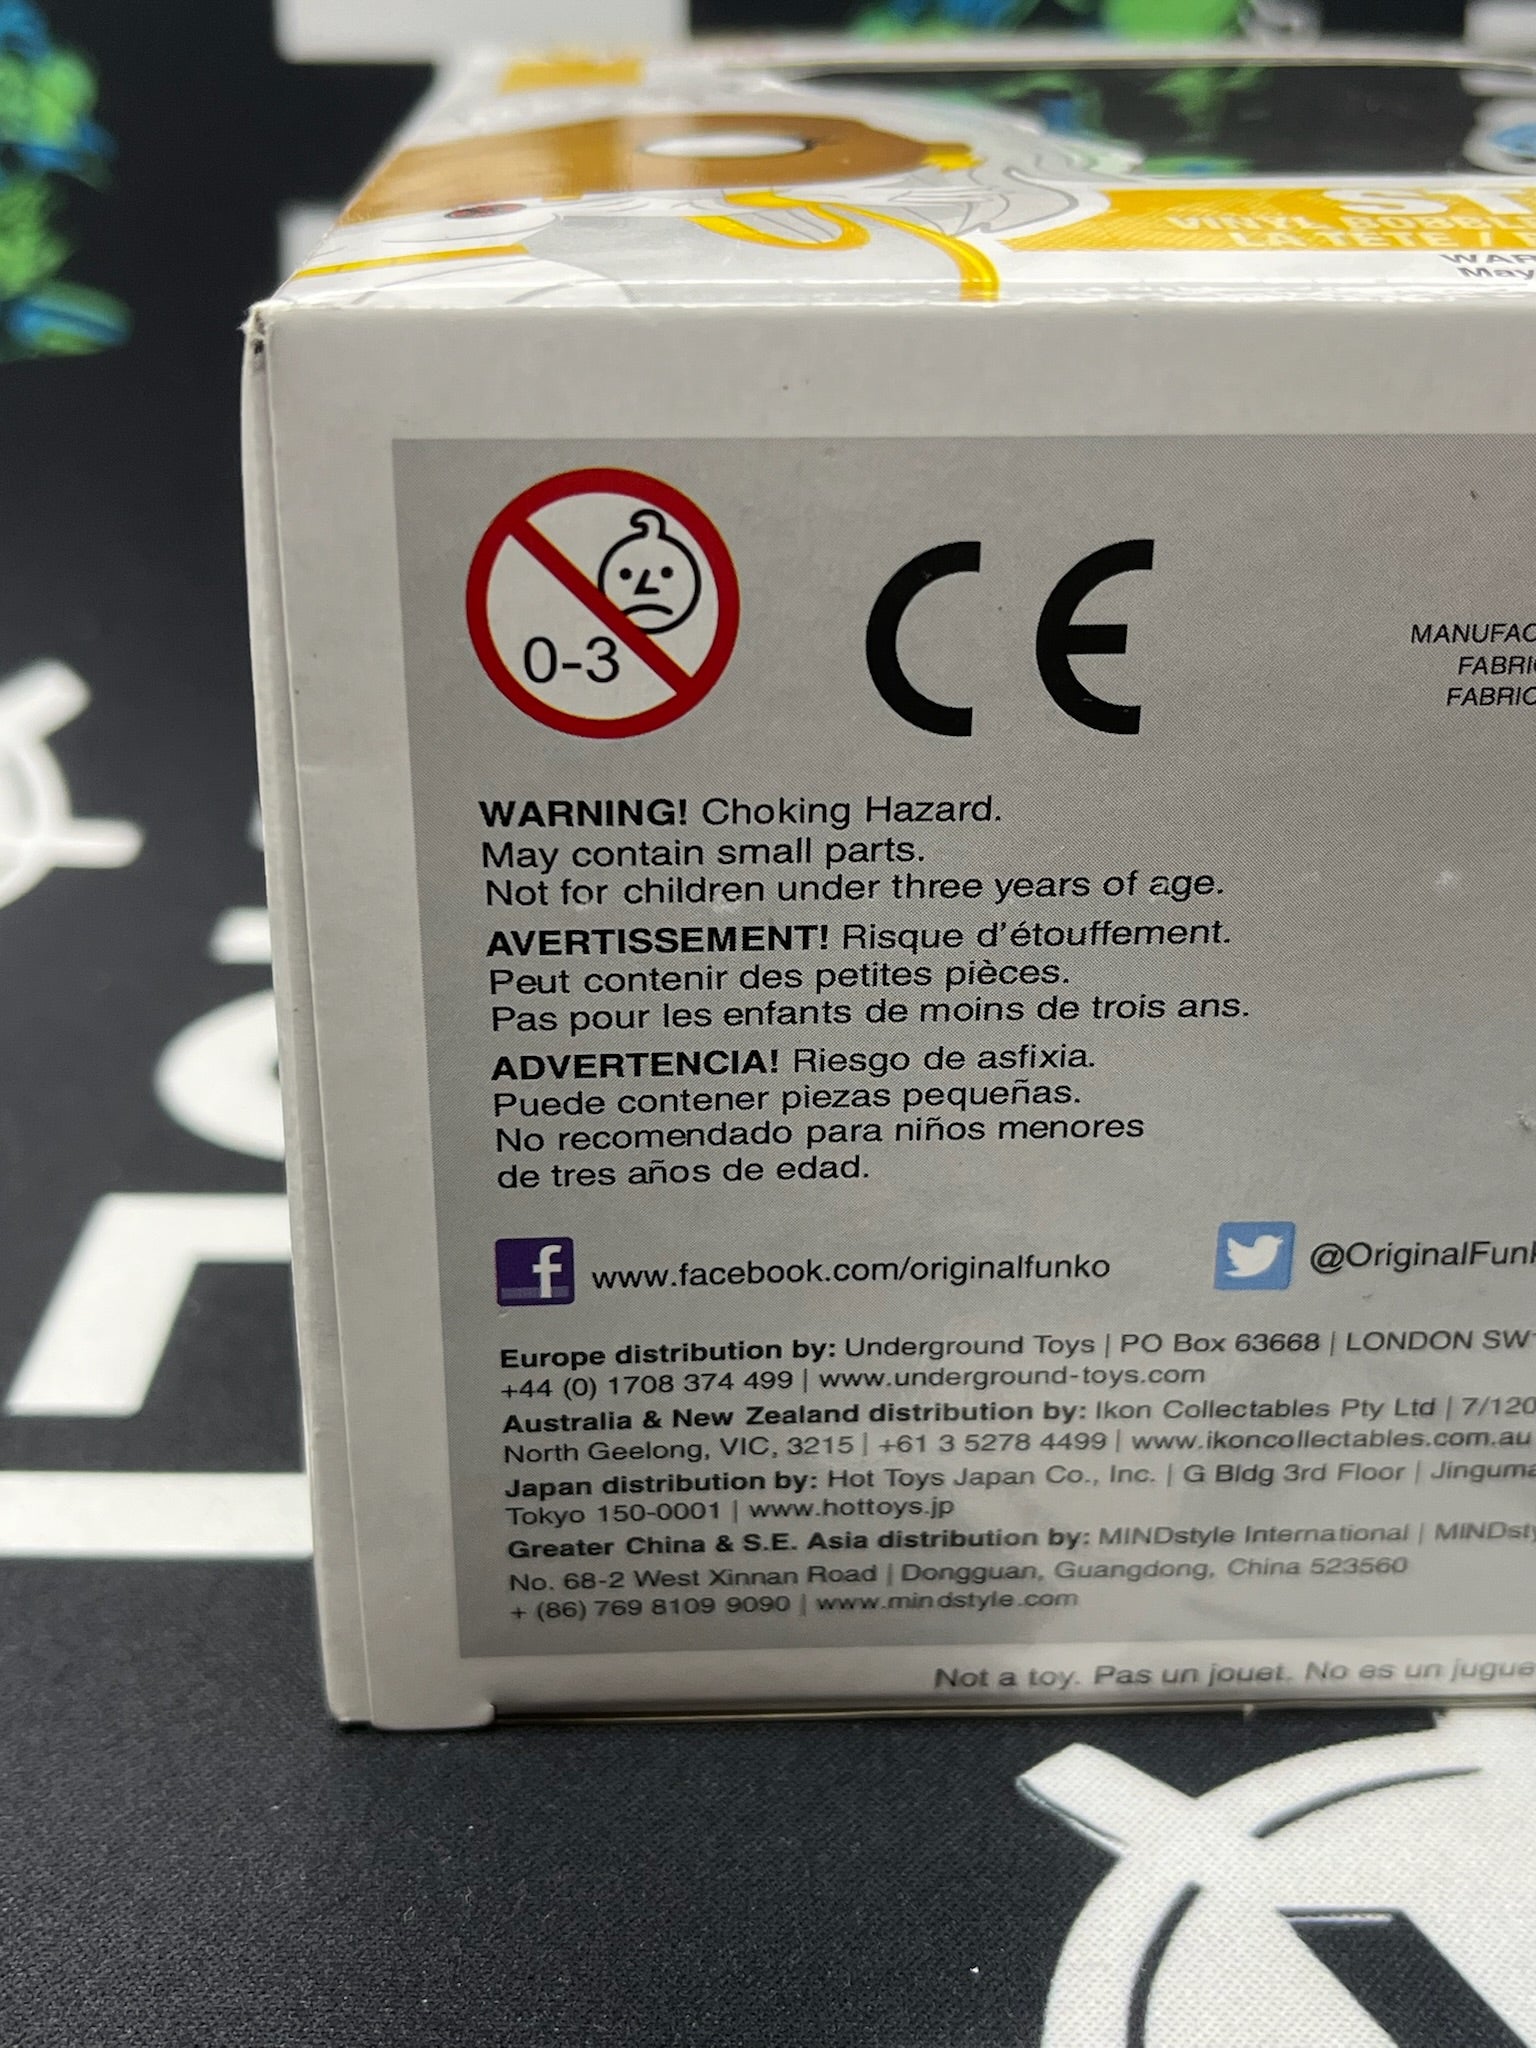 VINYL BOBBLE
LA TÊTE /
May
0-3
CE
WARNING! Choking Hazard.
May contain small parts.
Not for children under three years of age.
AVERTISSEMENT! Risque d'étouffement.
Peut contenir des petites pièces.
Pas pour les enfants de moins de trois ans.
ADVERTENCIA! Riesgo de asfixia.
Puede contener piezas pequeñas.
No recomendado para niños menores
de tres años de edad.
f www.facebook.com/originalfunko @OriginalFunk
Europe distribution by: Underground Toys | PO Box 63668 | LONDON SW
+44 (0) 1708 374 499 | www.underground-toys.com
Australia & New Zealand distribution by: Ikon Collectables Pty Ltd | 7/120
North Geelong, VIC, 3215 | +61 3 5278 4499 | www.ikoncollectables.com.au
Japan distribution by: Hot Toys Japan Co., Inc. | G Bldg 3rd Floor | Jinguma
Tokyo 150-0001 | www.hottoys.jp
Greater China & S.E. Asia distribution by: MINDstyle International | MINDsty
No. 68-2 West Xinnan Road | Dongguan, Guangdong, China 523560
+ (86) 769 8109 9090 | www.mindstyle.com
Not a toy. Pas un jouet. No es un jugue
MANUFAC
FABRI
FABRIC